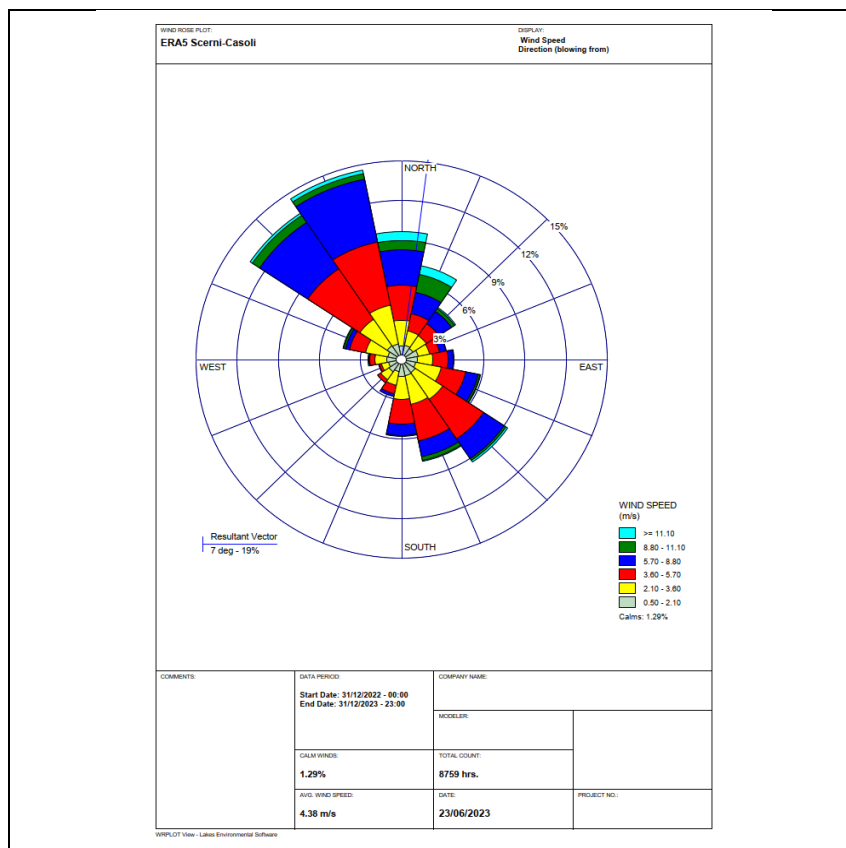 WIND ROSE PLOT:
ERA5 Scerni-Casoli
DISPLAY:
Wind Speed
Direction (blowing from)
NORTH
15%
12%
9%
6%
3%
WEST
EAST
SOUTH
Resultant Vector
7 deg - 19%
WIND SPEED
(m/s)
>= 11.10
8.80 - 11.10
5.70 - 8.80
3.60 - 5.70
2.10 - 3.60
0.50 - 2.10
Calms: 1.29%
COMMENTS:
DATA PERIOD:
Start Date: 31/12/2022 - 00:00
End Date: 31/12/2023 - 23:00
COMPANY NAME:
MODELER:
CALM WINDS:
1.29%
TOTAL COUNT:
8759 hrs.
AVG. WIND SPEED:
4.38 m/s
DATE:
23/06/2023
PROJECT NO.:
WRPLOT View - Lakes Environmental Software